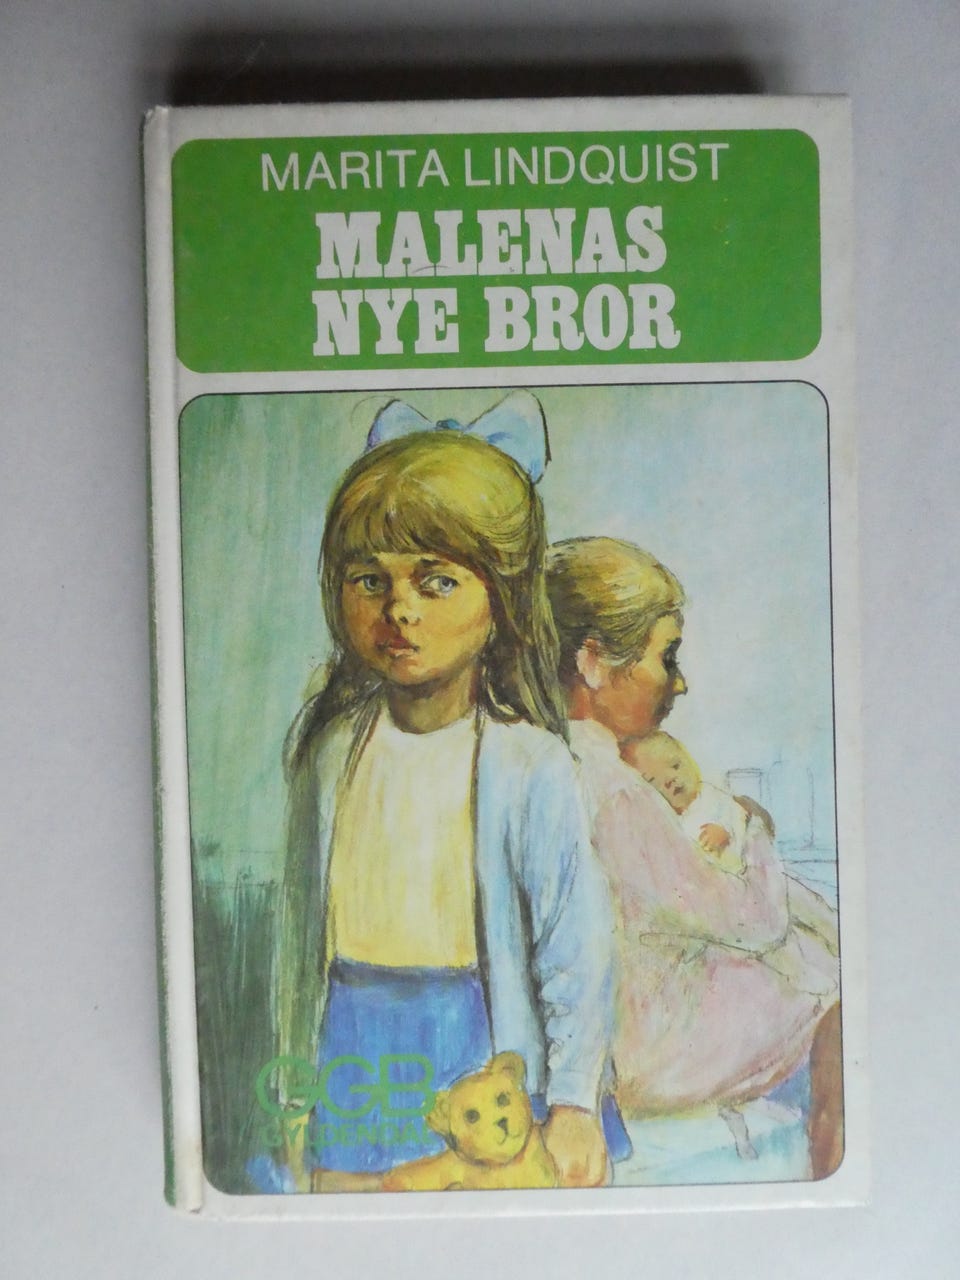 MARITA LINDQUIST
MALENAS
NYE BROR
GGB
GYLDENDAL